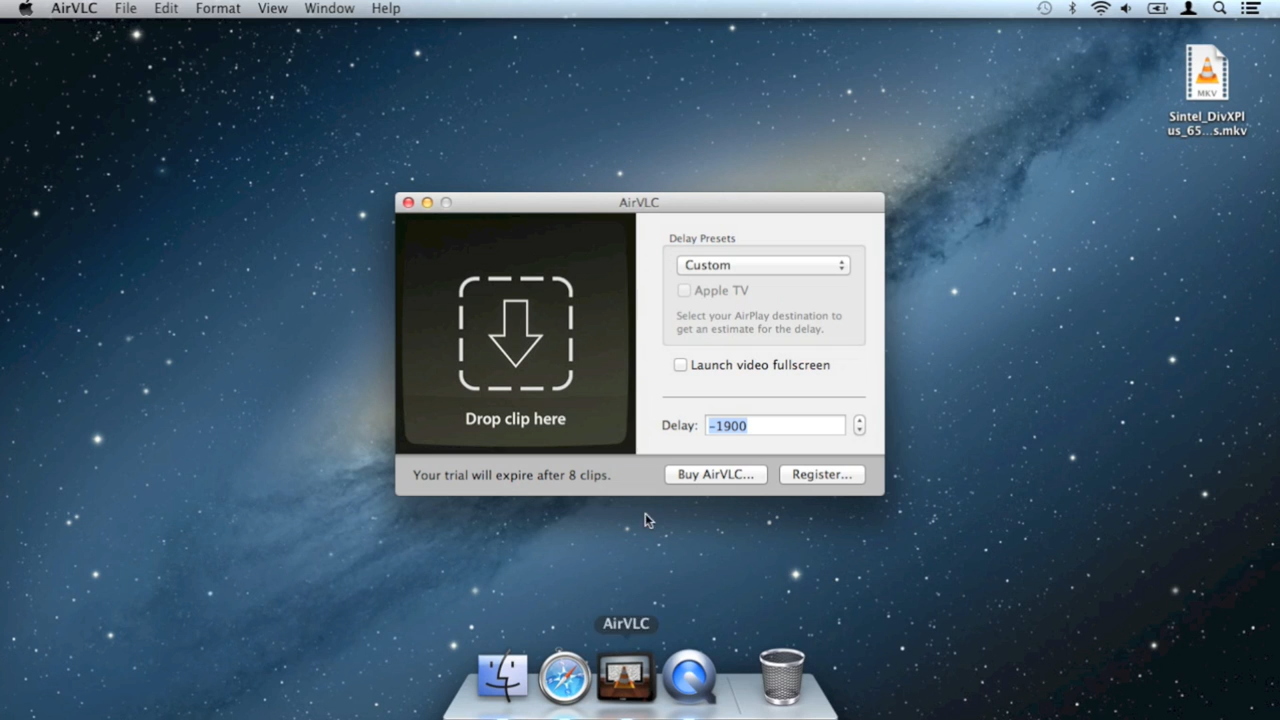 AirVLC File Edit Format View Window Help
MKV
Sintel_DivXPl
us_65...s.mkv
AirVLC
Delay Presets
Custom
Apple TV
Select your AirPlay destination to
get an estimate for the delay.
Launch video fullscreen
Drop clip here
Delay: -1900
Your trial will expire after 8 clips. Buy AirVLC... Register...
AirVLC